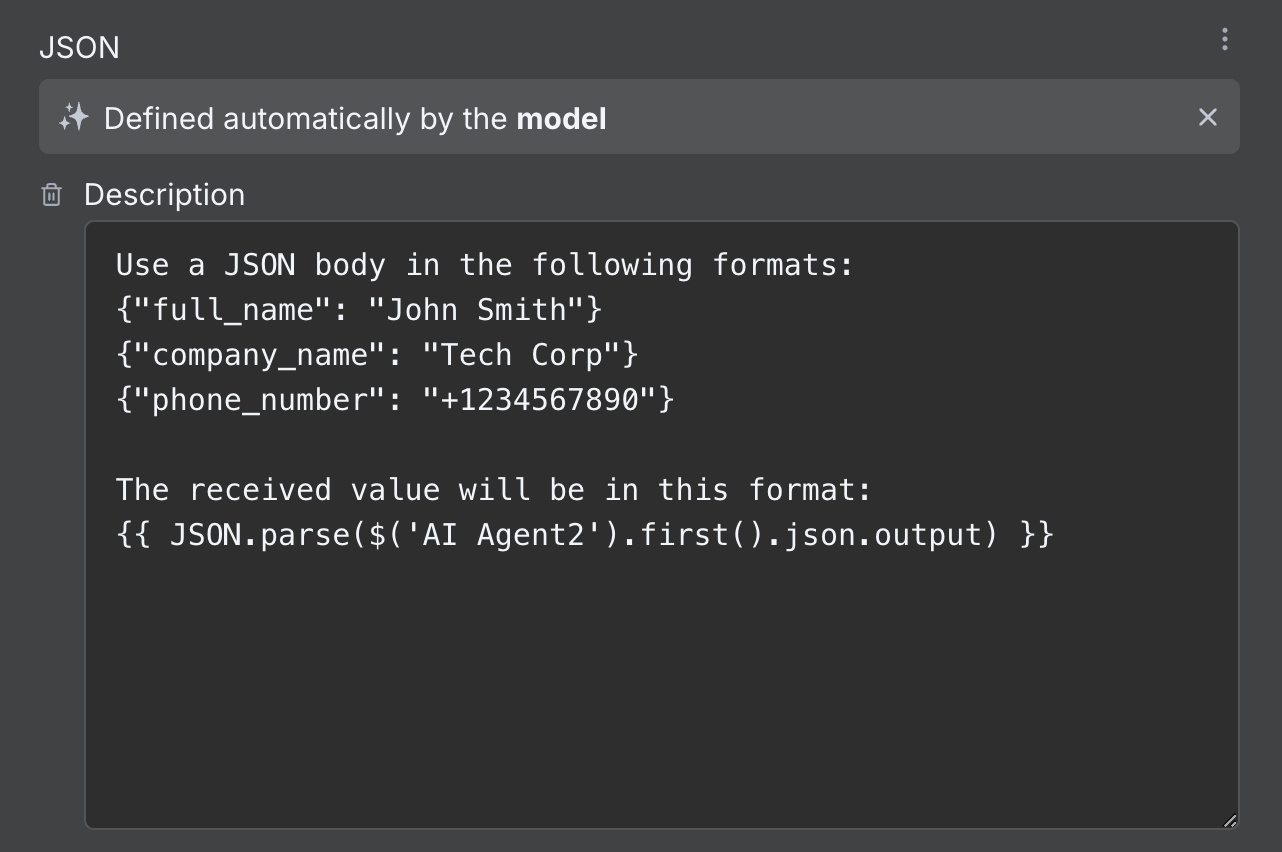 JSON
Defined automatically by the model
Description
Use a JSON body in the following formats:
{"full_name": "John Smith"}
{"company_name": "Tech Corp"}
{"phone_number": "+1234567890"}
The received value will be in this format:
{{ JSON.parse($('AI Agent2').first().json.output) }}